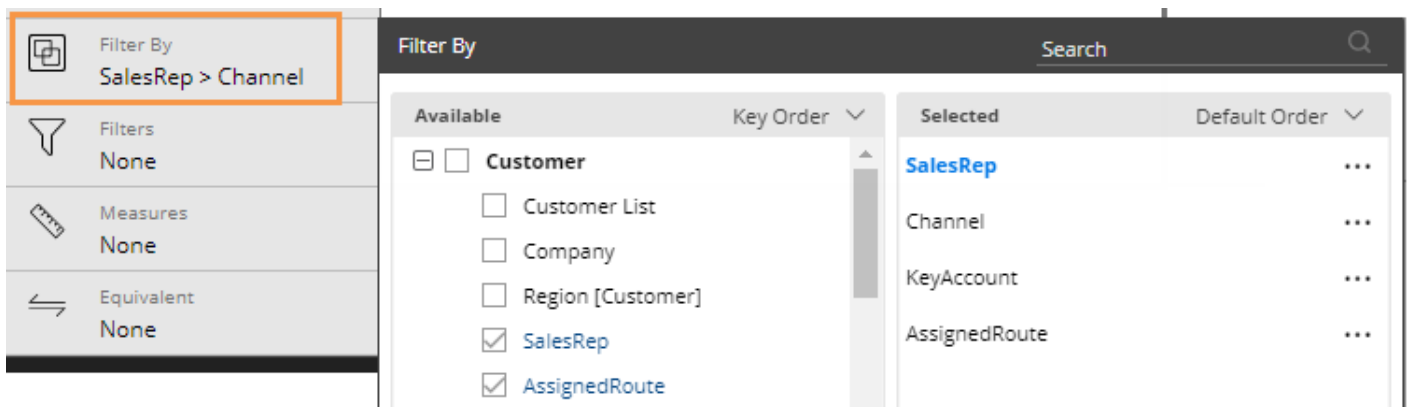 Filter By
SalesRep > Channel
Filters
None
Measures
None
Equivalent
None
Filter By
Search
Available
Key Order
Customer
Customer List
Company
Region [Customer]
SalesRep
AssignedRoute
Selected
Default Order
SalesRep
Channel
KeyAccount
AssignedRoute